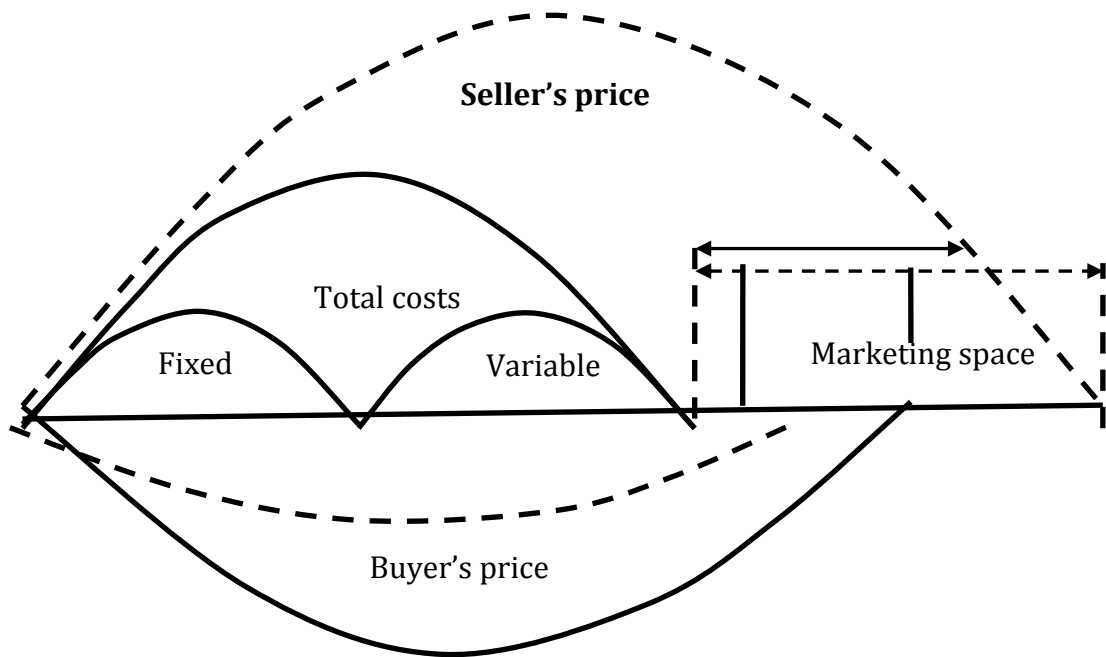 Seller’s price
Total costs
Fixed
Variable
Marketing space
Buyer’s price